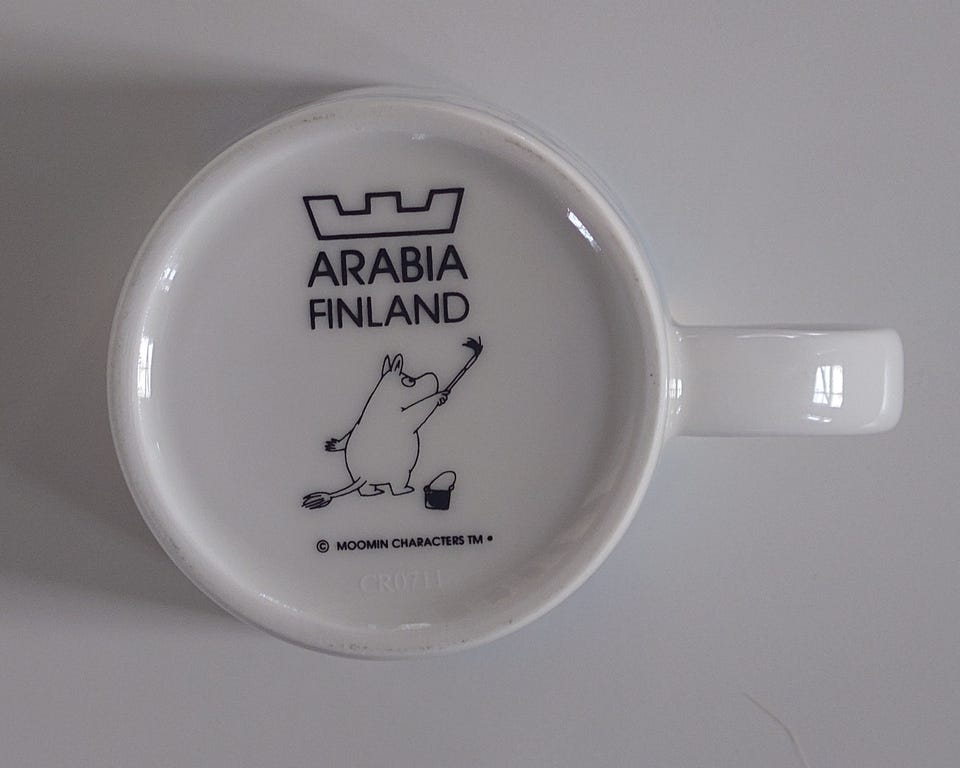 ARABIA
FINLAND
© MOOMIN CHARACTERS TM •
CR0711